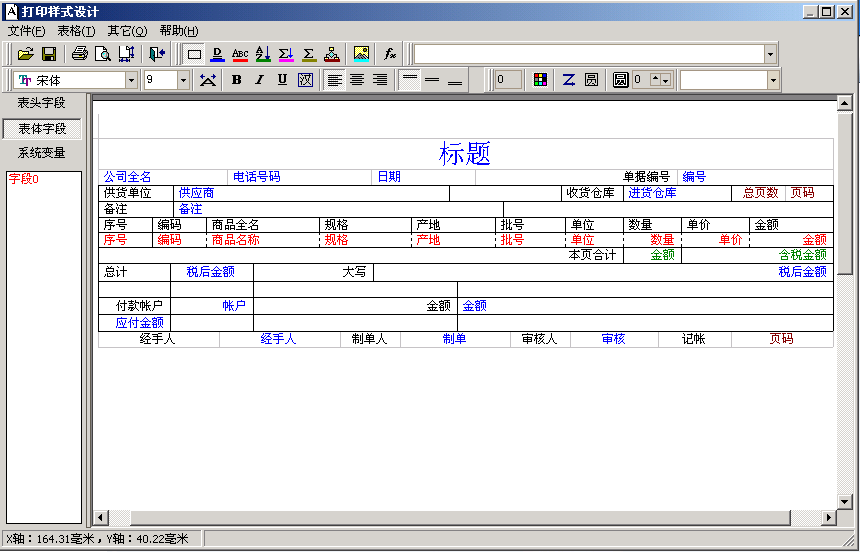 打印样式设计
文件(F) 表格(T) 其它(O) 帮助(H)
D ABC fx
宋体 9 B I U 汉 0 Z 图 图 0
表头字段
表体字段
系统变量
字段0
标题
公司全名 电话号码 日期 单据编号 编号
供货单位 供应商 收货仓库 进货仓库 总页数 页码
备注 备注
序号 编码 商品全名 规格 产地 批号 单位 数量 单价 金额
序号 编码 商品名称 规格 产地 批号 单位 数量 单价 金额
本页合计 金额 含税金额
总计 税后金额 大写 税后金额
付款帐户 帐户 金额 金额
应付金额
经手人 经手人 制单人 制单 审核人 审核 记帐 页码
X轴：164.31毫米，Y轴：40.22毫米